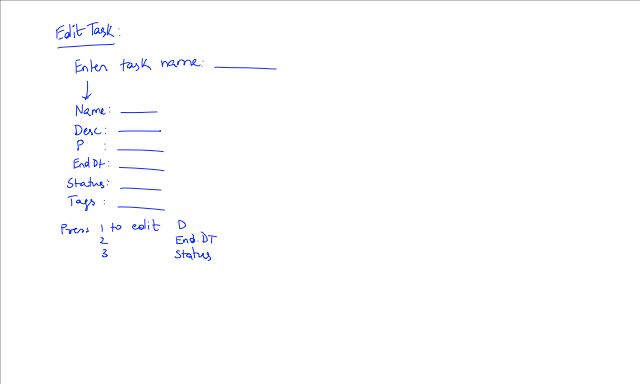 Edit Task:
Enter task name: ______
↓
Name: ____
Desc: ____
P : ____
End Dt: ____
Status: ____
Tags : ____
Press 1 to edit D
2 End. DT
3 Status